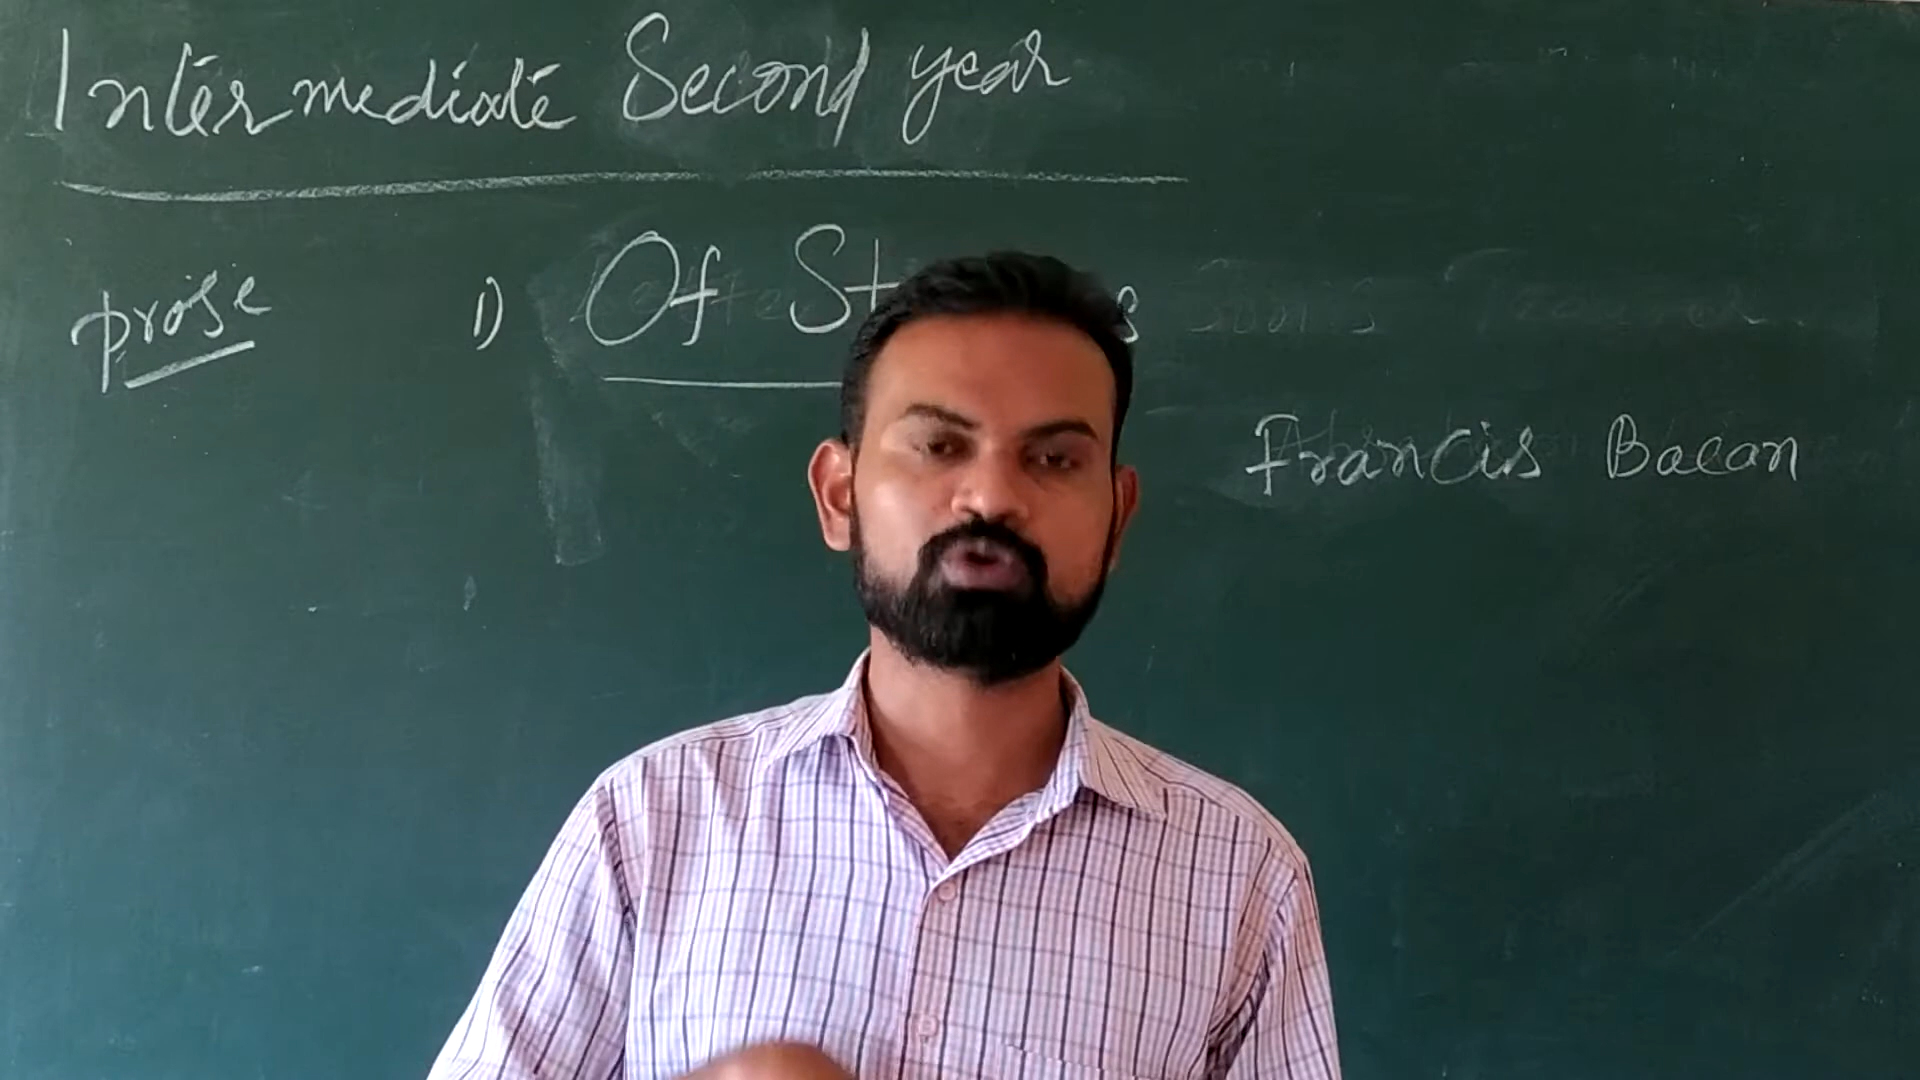 Intermediate Second year
prose 1) Of St s
Francis Bacan